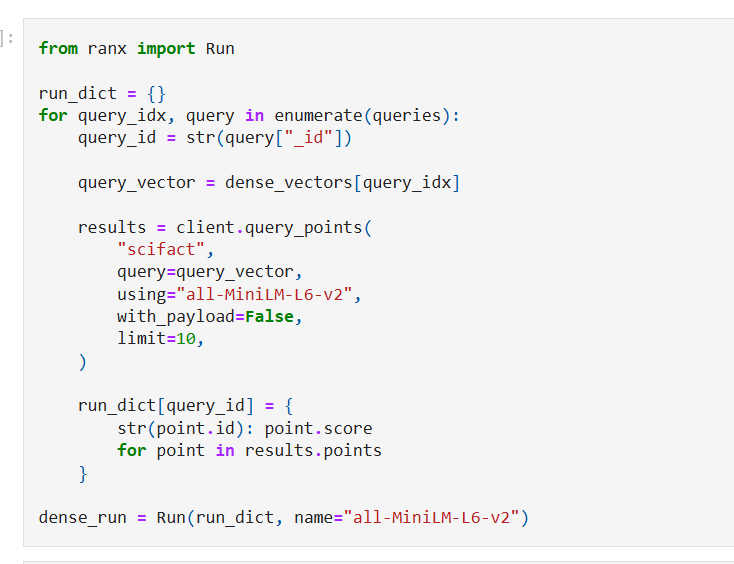 ]:
from ranx import Run
run_dict = {}
for query_idx, query in enumerate(queries):
    query_id = str(query["_id"])
    query_vector = dense_vectors[query_idx]
    results = client.query_points(
        "scifact",
        query=query_vector,
        using="all-MiniLM-L6-v2",
        with_payload=False,
        limit=10,
    )
    run_dict[query_id] = {
        str(point.id): point.score
        for point in results.points
    }
dense_run = Run(run_dict, name="all-MiniLM-L6-v2")